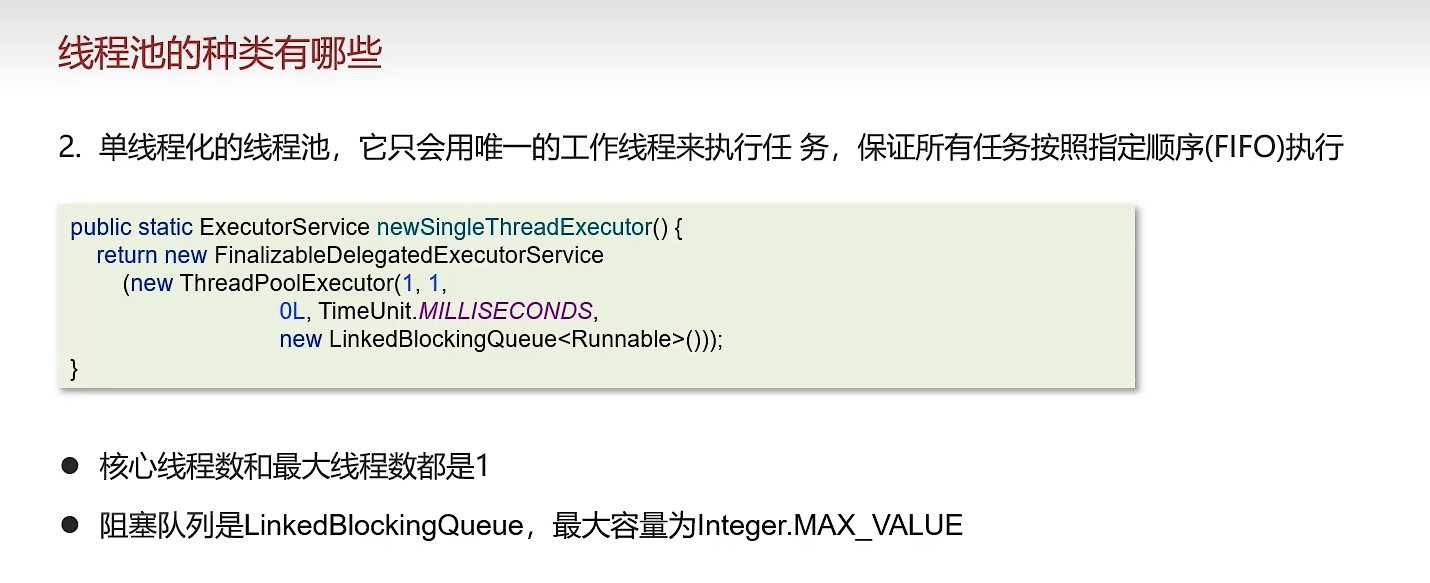 线程池的种类有哪些
2. 单线程化的线程池，它只会用唯一的工作线程来执行任 务，保证所有任务按照指定顺序(FIFO)执行
public static ExecutorService newSingleThreadExecutor() {
return new FinalizableDelegatedExecutorService
(new ThreadPoolExecutor(1, 1,
0L, TimeUnit.MILLISECONDS,
new LinkedBlockingQueue<Runnable>()));
}
● 核心线程数和最大线程数都是1
● 阻塞队列是LinkedBlockingQueue，最大容量为Integer.MAX_VALUE